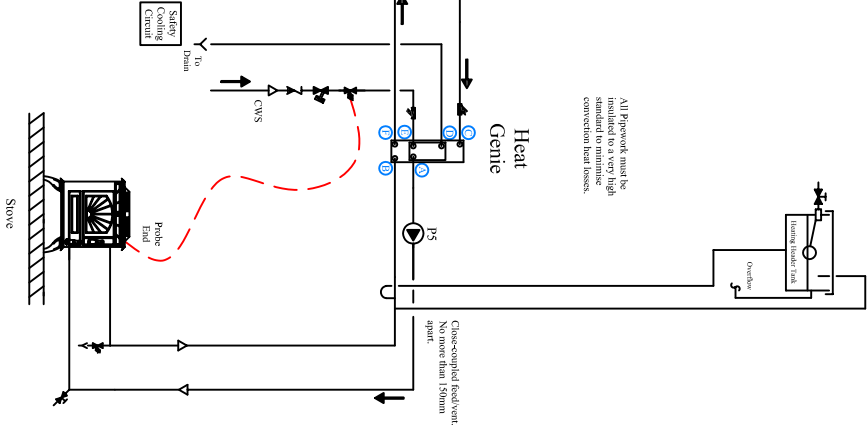 Safety
Cooling
Circuit
To
Drain
CWS
Heat
Genie
F
E
D
C
B
A
All Pipework must be
insulated to a very high
standard to minimise
convection heat losses.
Heating Header Tank
Overflow
P5
Probe
End
Stove
Close-coupled feed/vent.
No more than 150mm
apart.